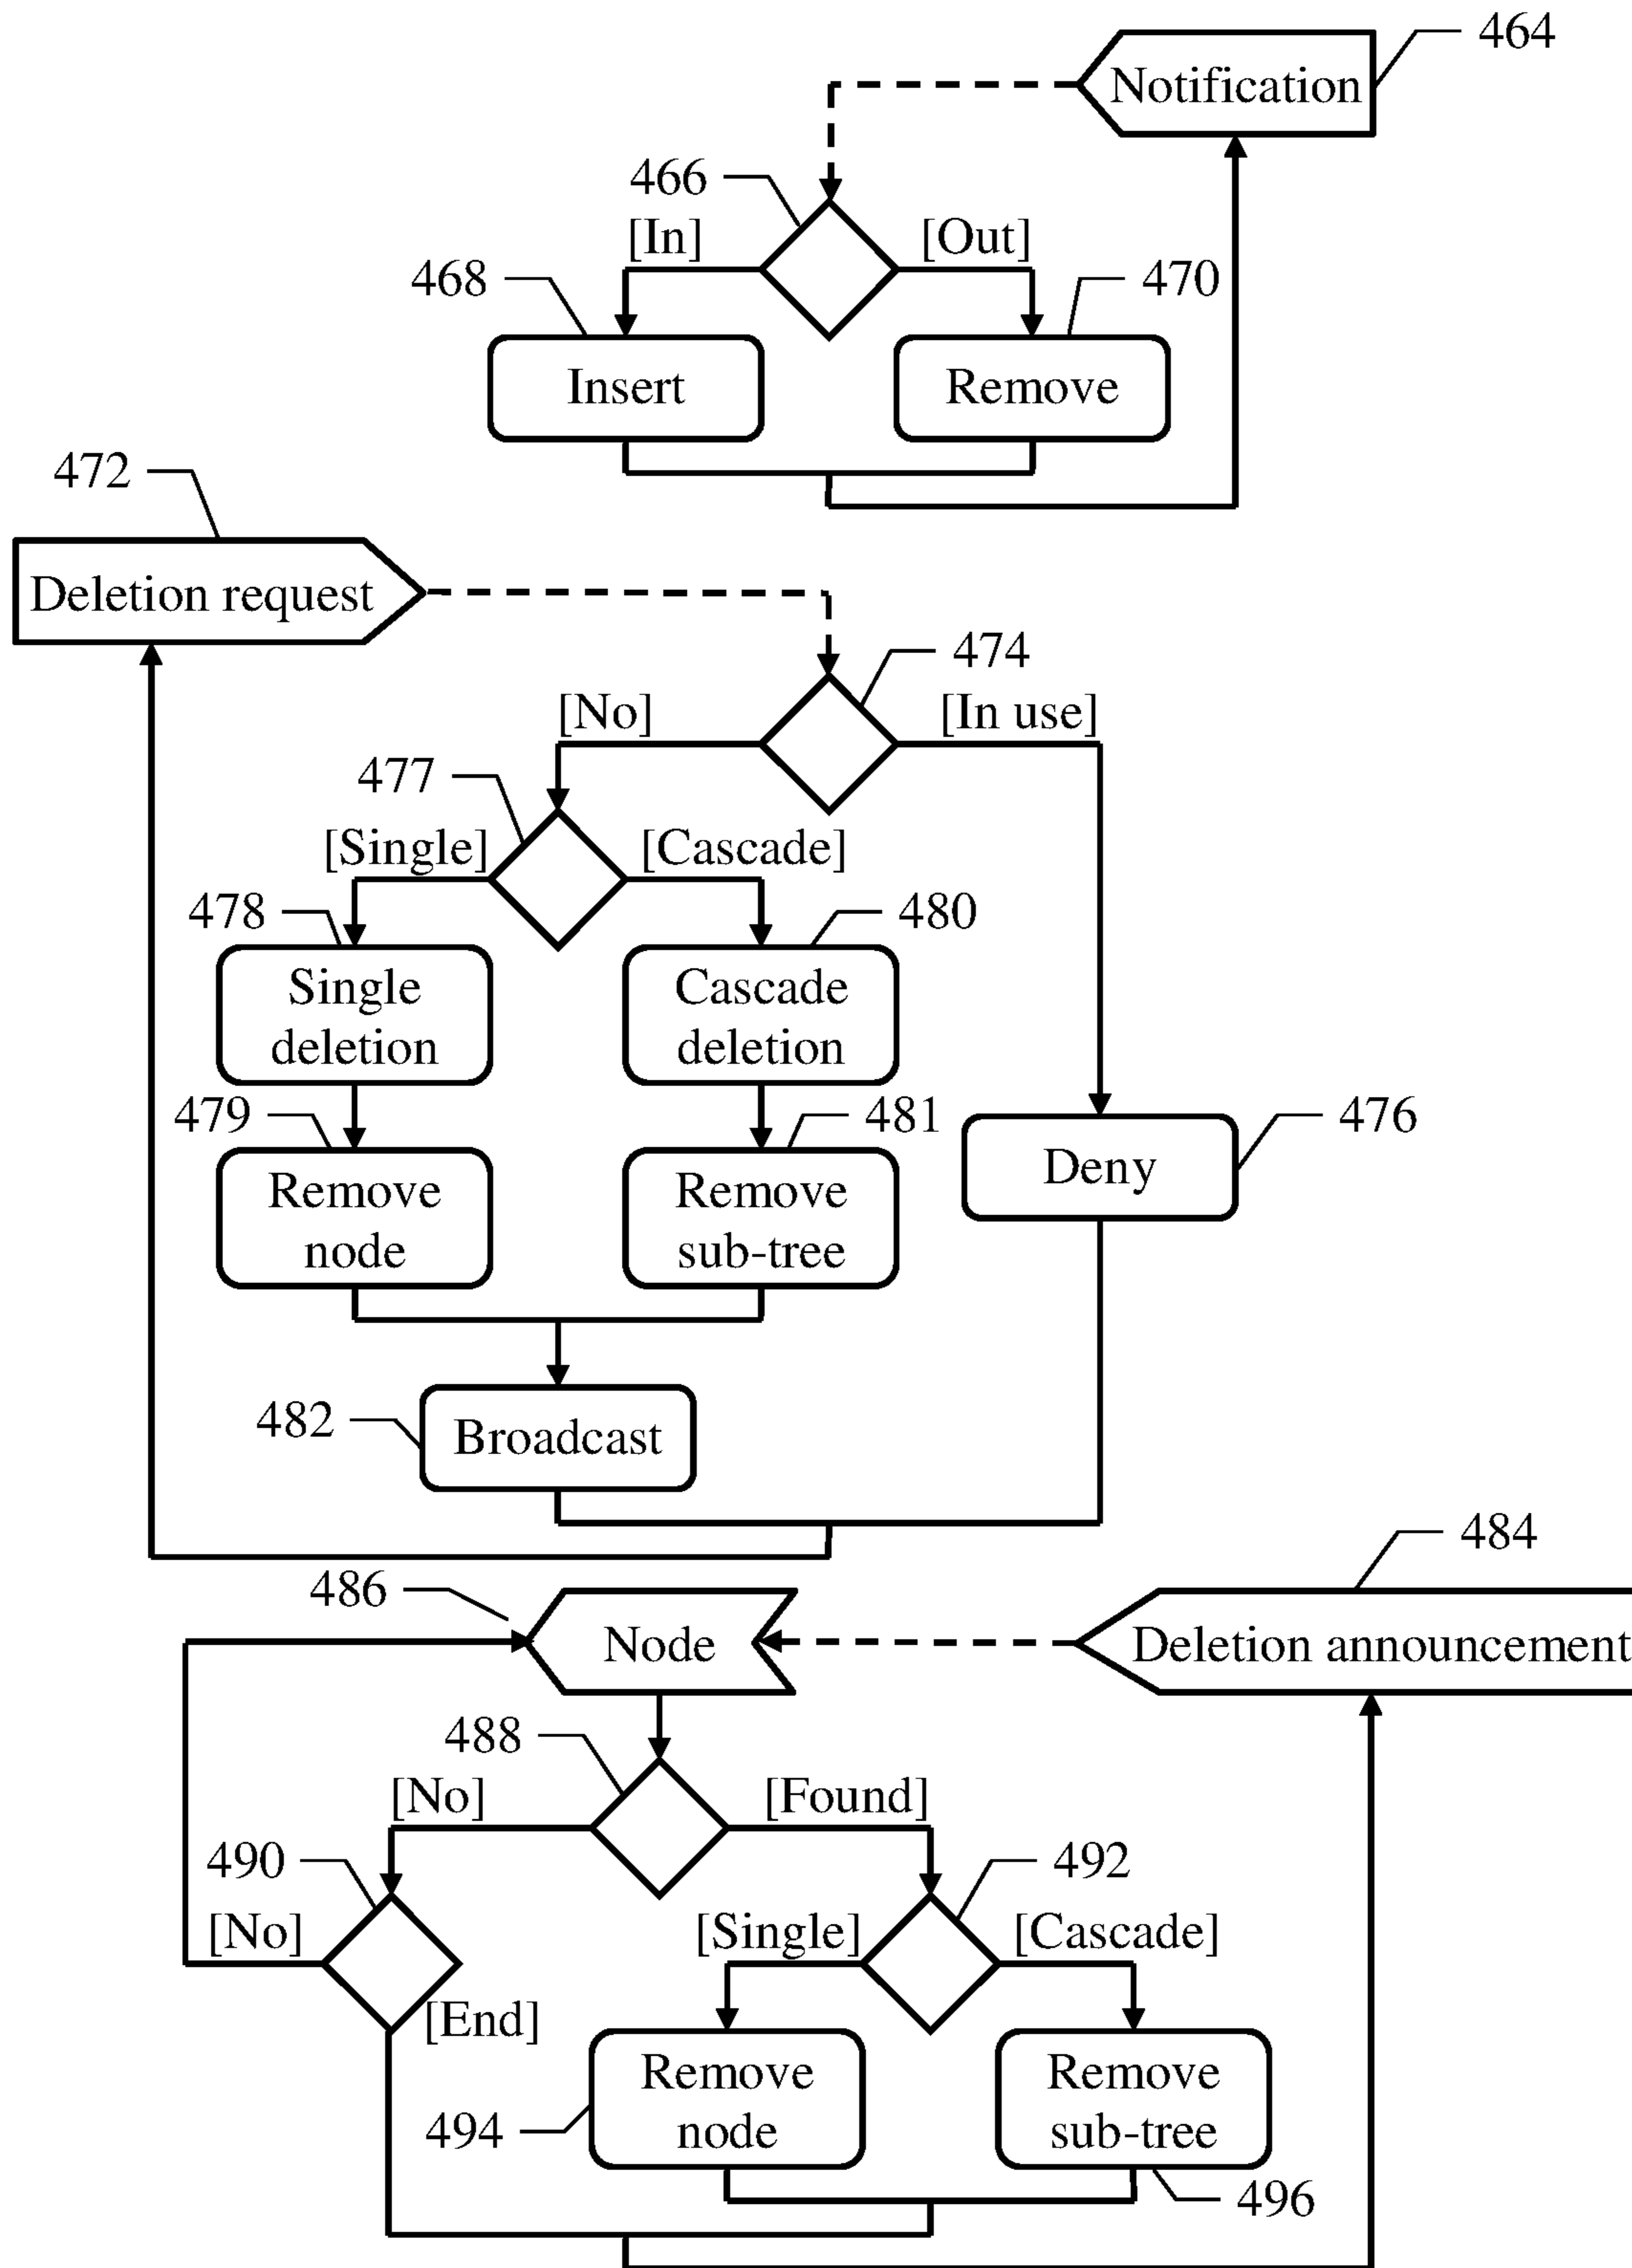 464
Notification
466
[In]
[Out]
468
470
Insert
Remove
472
Deletion request
474
[No]
[In use]
477
[Single]
[Cascade]
478
480
Single
deletion
Cascade
deletion
479
481
476
Remove
node
Remove
sub-tree
Deny
482
Broadcast
484
486
Node
Deletion announcement
488
[No]
[Found]
490
492
[No]
[Single]
[Cascade]
[End]
Remove
node
Remove
sub-tree
494
496